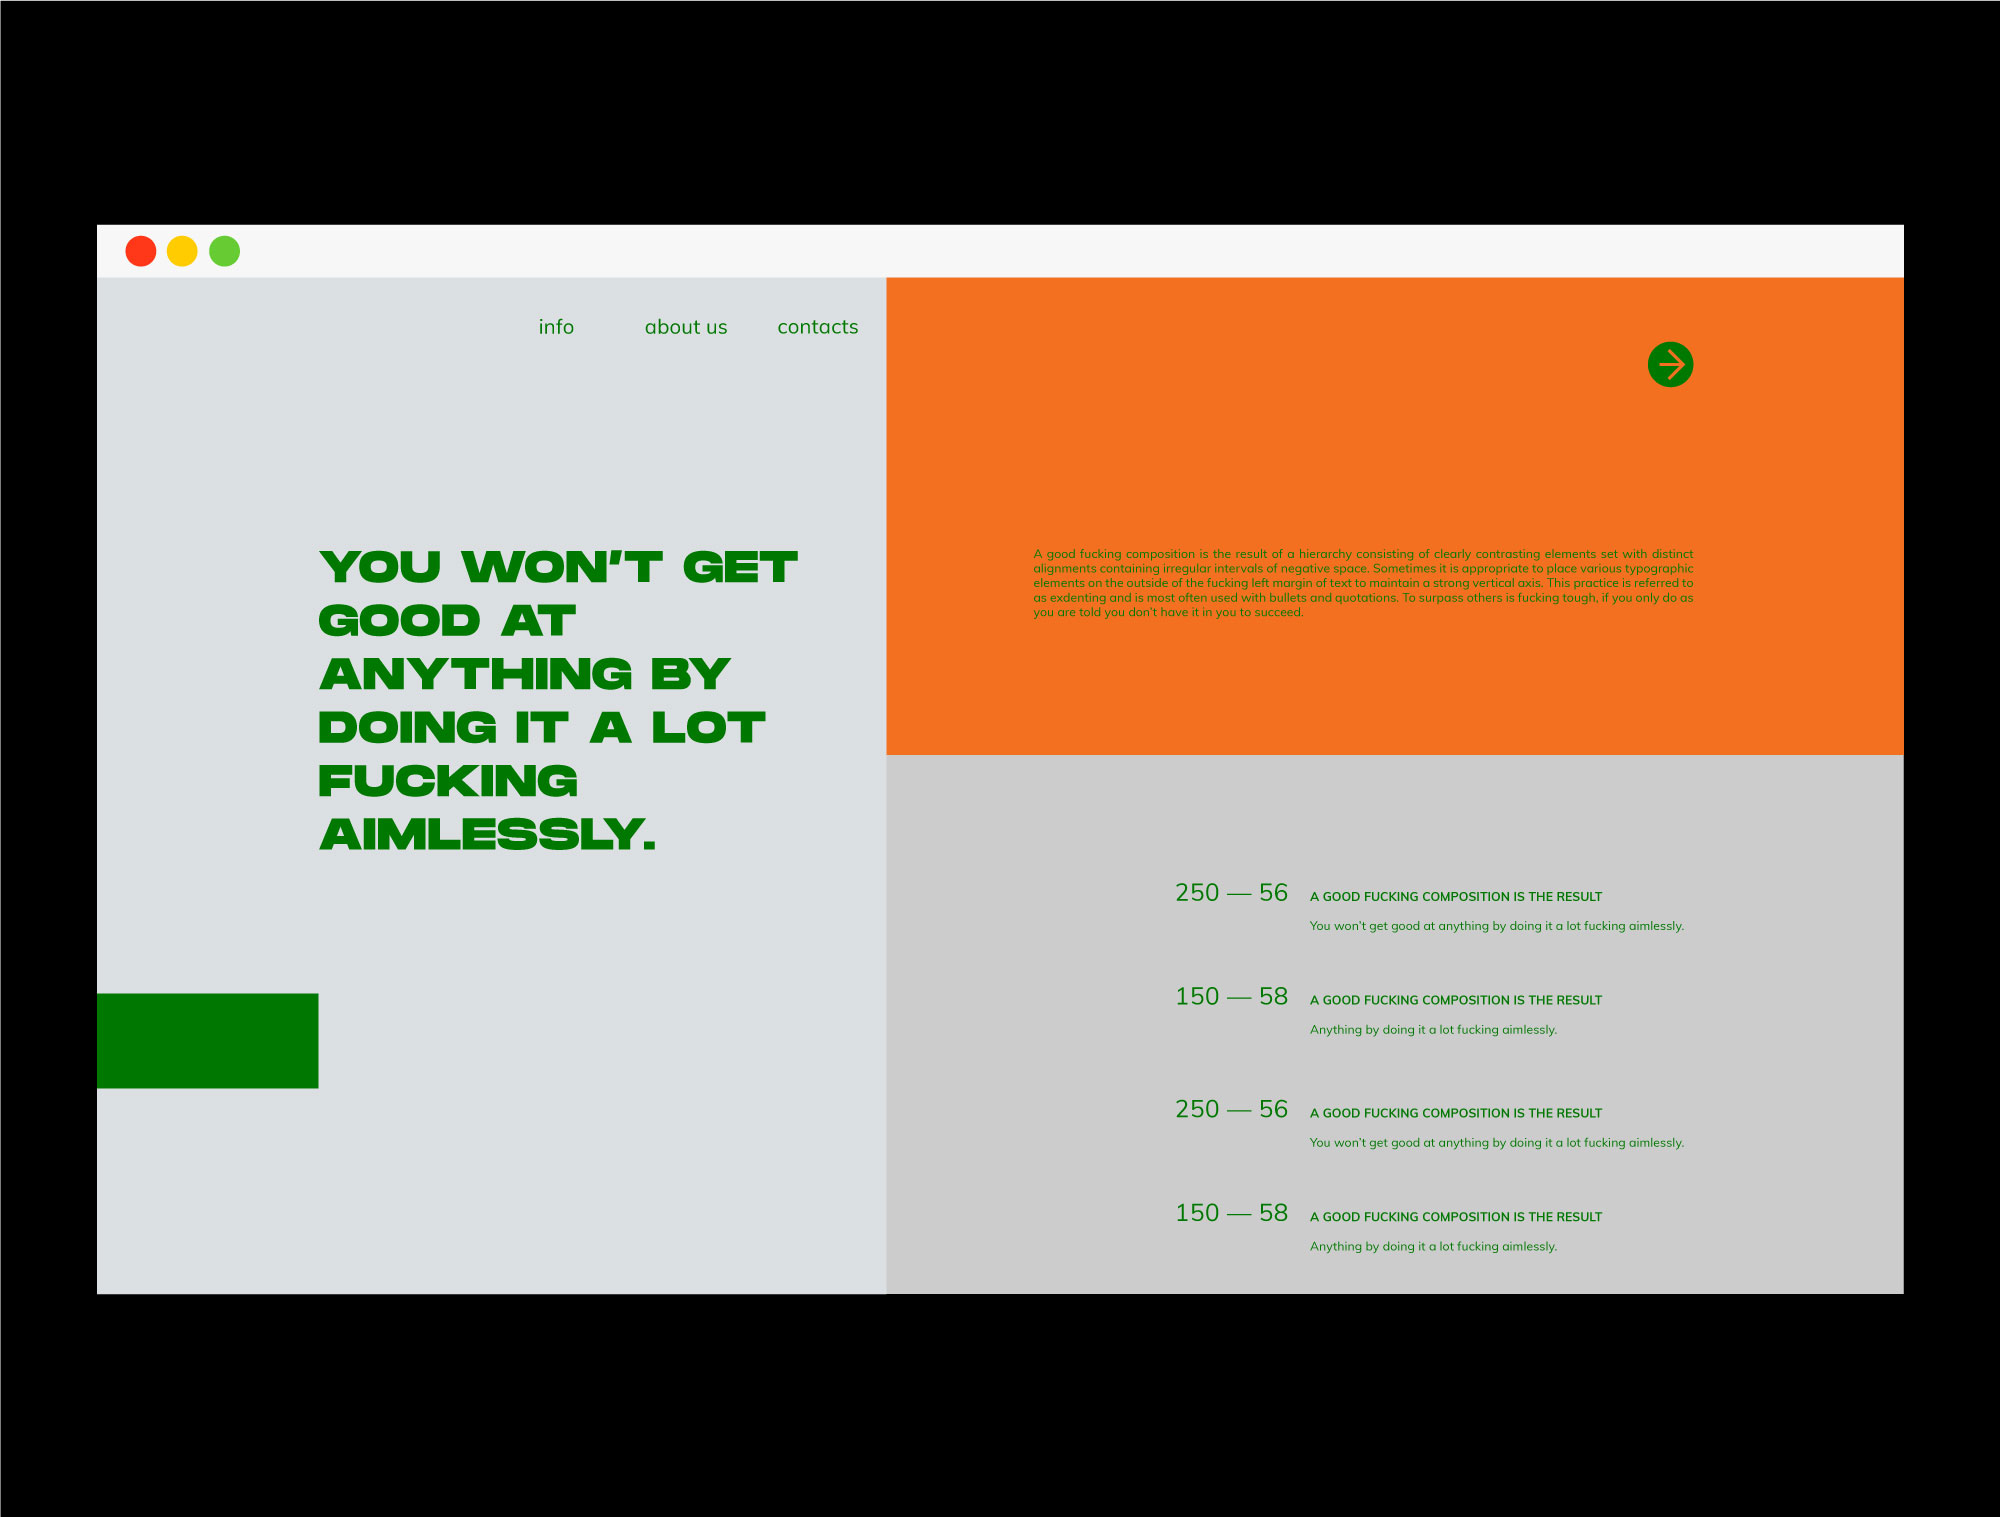 info about us contacts
YOU WON'T GET
GOOD AT
ANYTHING BY
DOING IT A LOT
FUCKING
AIMLESSLY.
A good fucking composition is the result of a hierarchy consisting of clearly contrasting elements set with distinct
alignments containing irregular intervals of negative space. Sometimes it is appropriate to place various typographic
elements on the outside of the fucking left margin of text to maintain a strong vertical axis. This practice is referred to
as exdenting and is most often used with bullets and quotations. To surpass others is fucking tough, if you only do as
you are told you don't have it in you to succeed.
250 — 56 A GOOD FUCKING COMPOSITION IS THE RESULT
You won't get good at anything by doing it a lot fucking aimlessly.
150 — 58 A GOOD FUCKING COMPOSITION IS THE RESULT
Anything by doing it a lot fucking aimlessly.
250 — 56 A GOOD FUCKING COMPOSITION IS THE RESULT
You won't get good at anything by doing it a lot fucking aimlessly.
150 — 58 A GOOD FUCKING COMPOSITION IS THE RESULT
Anything by doing it a lot fucking aimlessly.